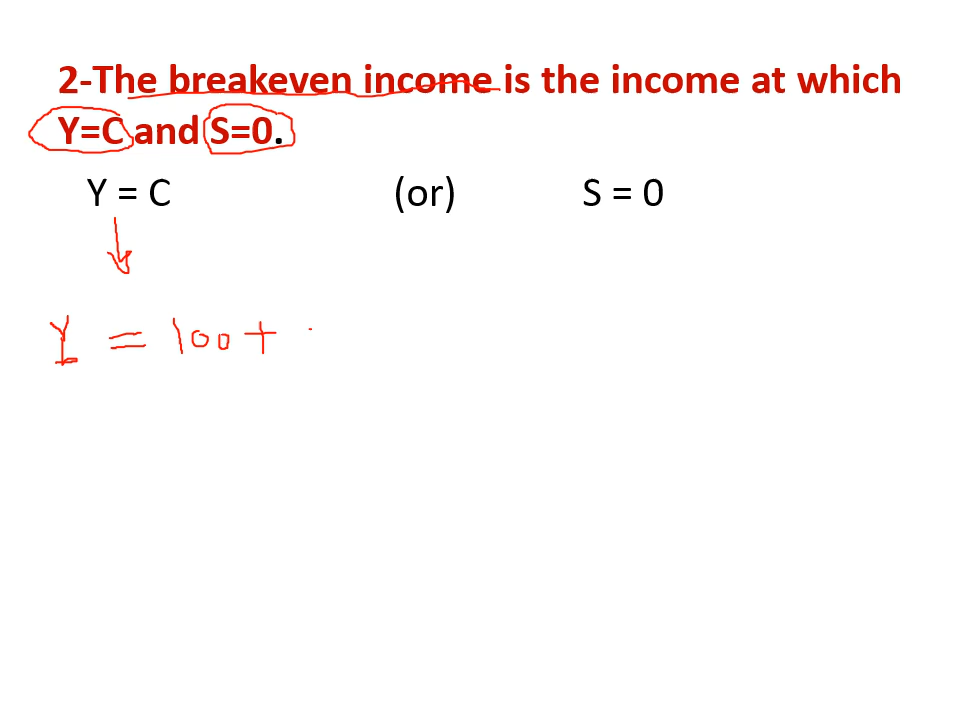 2-The breakeven income is the income at which
Y=C and S=0.
Y = C (or) S = 0
Y = 100 +